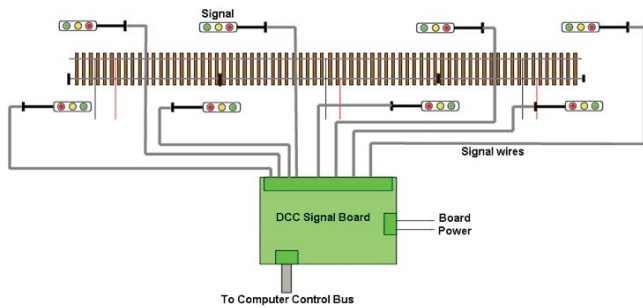 Signal
Signal wires
DCC Signal Board
Board
Power
To Computer Control Bus